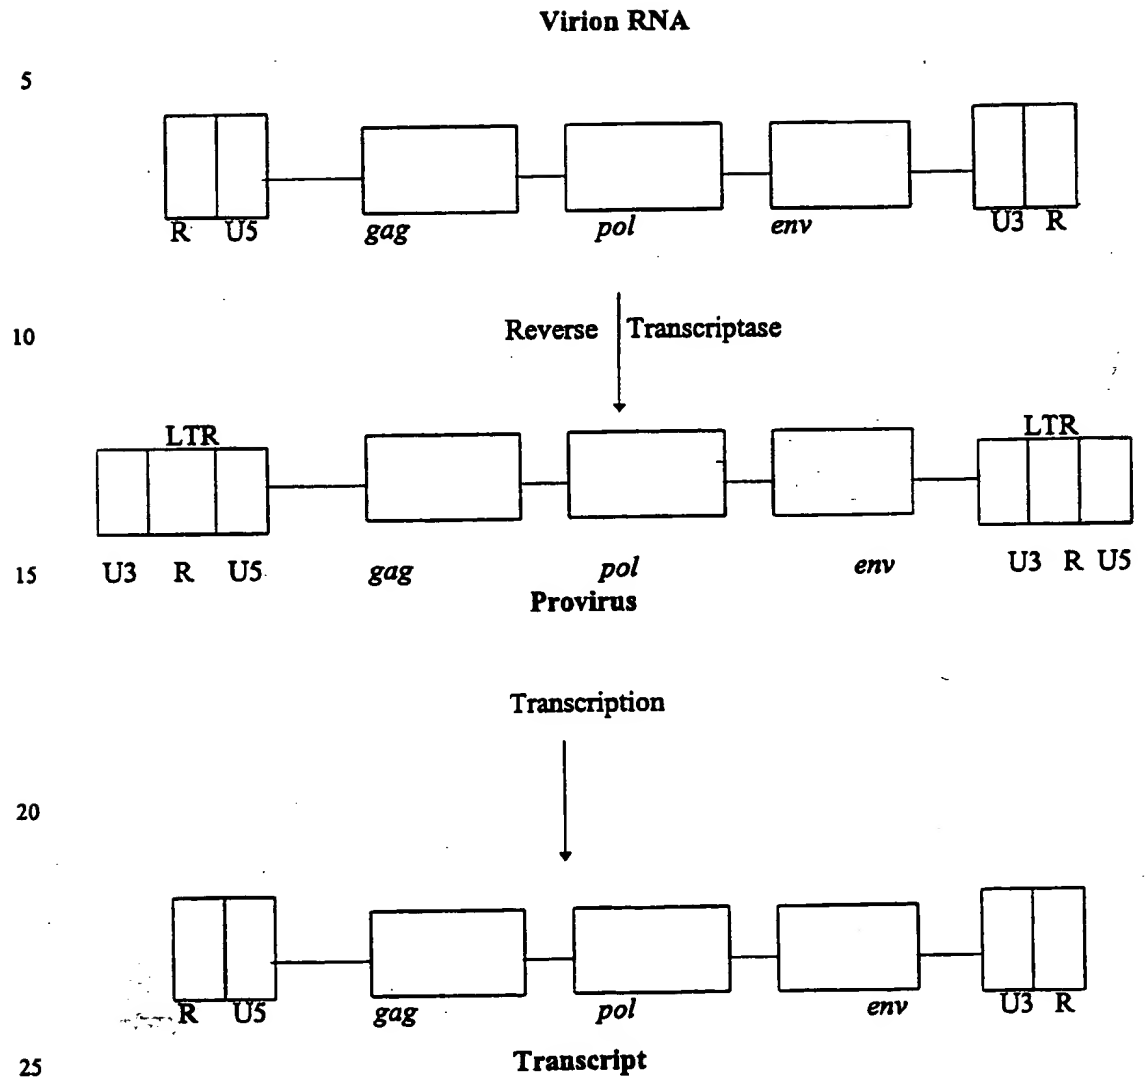 Virion RNA
5
R U5 gag pol env U3 R
10 Reverse Transcriptase
LTR LTR
15 U3 R U5 gag pol env U3 R U5
Provirus
Transcription
20
R U5 gag pol env U3 R
25 Transcript